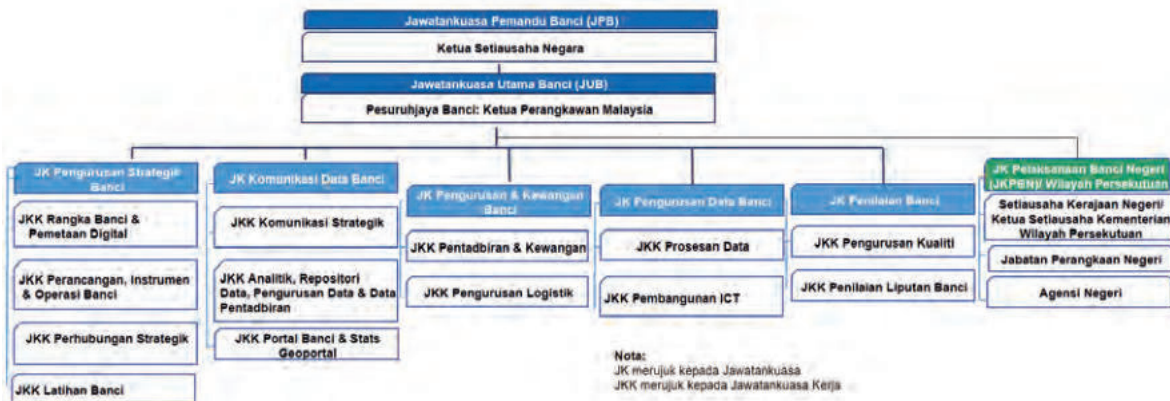 Jawatankuasa Pemandu Banci (JPB)
Ketua Setiausaha Negara
Jawatankuasa Utama Banci (JUB)
Pesuruhjaya Banci: Ketua Perangkawan Malaysia
JK Pengurusan Strategik
Banci
JKK Rangka Banci &
Pemetaan Digital
JKK Perancangan, Instrumen
& Operasi Banci
JKK Perhubungan Strategik
JKK Latihan Banci
JK Komunikasi Data Banci
JKK Komunikasi Strategik
JKK Analitik, Repositori
Data, Pengurusan Data & Data
Pentadbiran
JKK Portal Banci & Stats
Geoportal
JK Pengurusan & Kewangan
Banci
JKK Pentadbiran & Kewangan
JKK Pengurusan Logistik
JK Pengurusan Data Banci
JKK Prosesan Data
JKK Pembangunan ICT
JK Penilaian Banci
JKK Pengurusan Kualiti
JKK Penilaian Liputan Banci
JK Pelaksanaan Banci Negeri
(JKPBN)/ Wilayah Persekutuan
Setiausaha Kerajaan Negeri/
Ketua Setiausaha Kementerian
Wilayah Persekutuan
Jabatan Perangkaan Negeri
Agensi Negeri
Nota:
JK merujuk kepada Jawatankuasa
JKK merujuk kepada Jawatankuasa Kerja